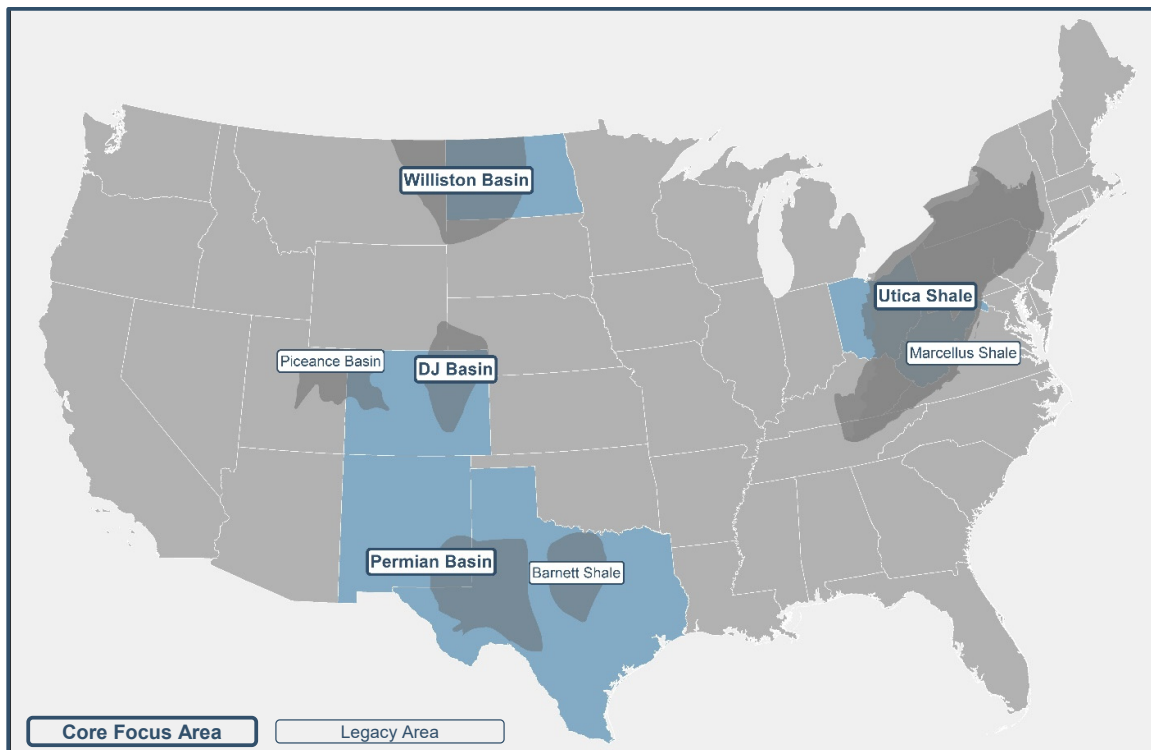 Williston Basin
Utica Shale
Marcellus Shale
Piceance Basin
DJ Basin
Permian Basin
Barnett Shale
Core Focus Area
Legacy Area